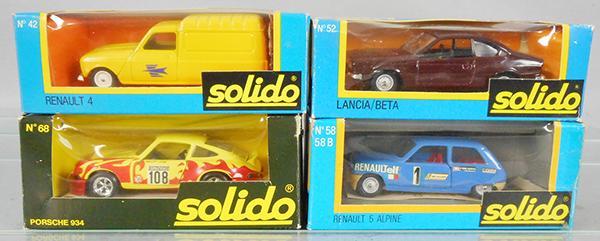 N° 42
RENAULT 4
solido
N° 52
LANCIA/BETA
solido
N° 68
108
PORSCHE 934
solido
N° 58
58 B
RENAULT elf
1
RENAULT 5 ALPINE
solido